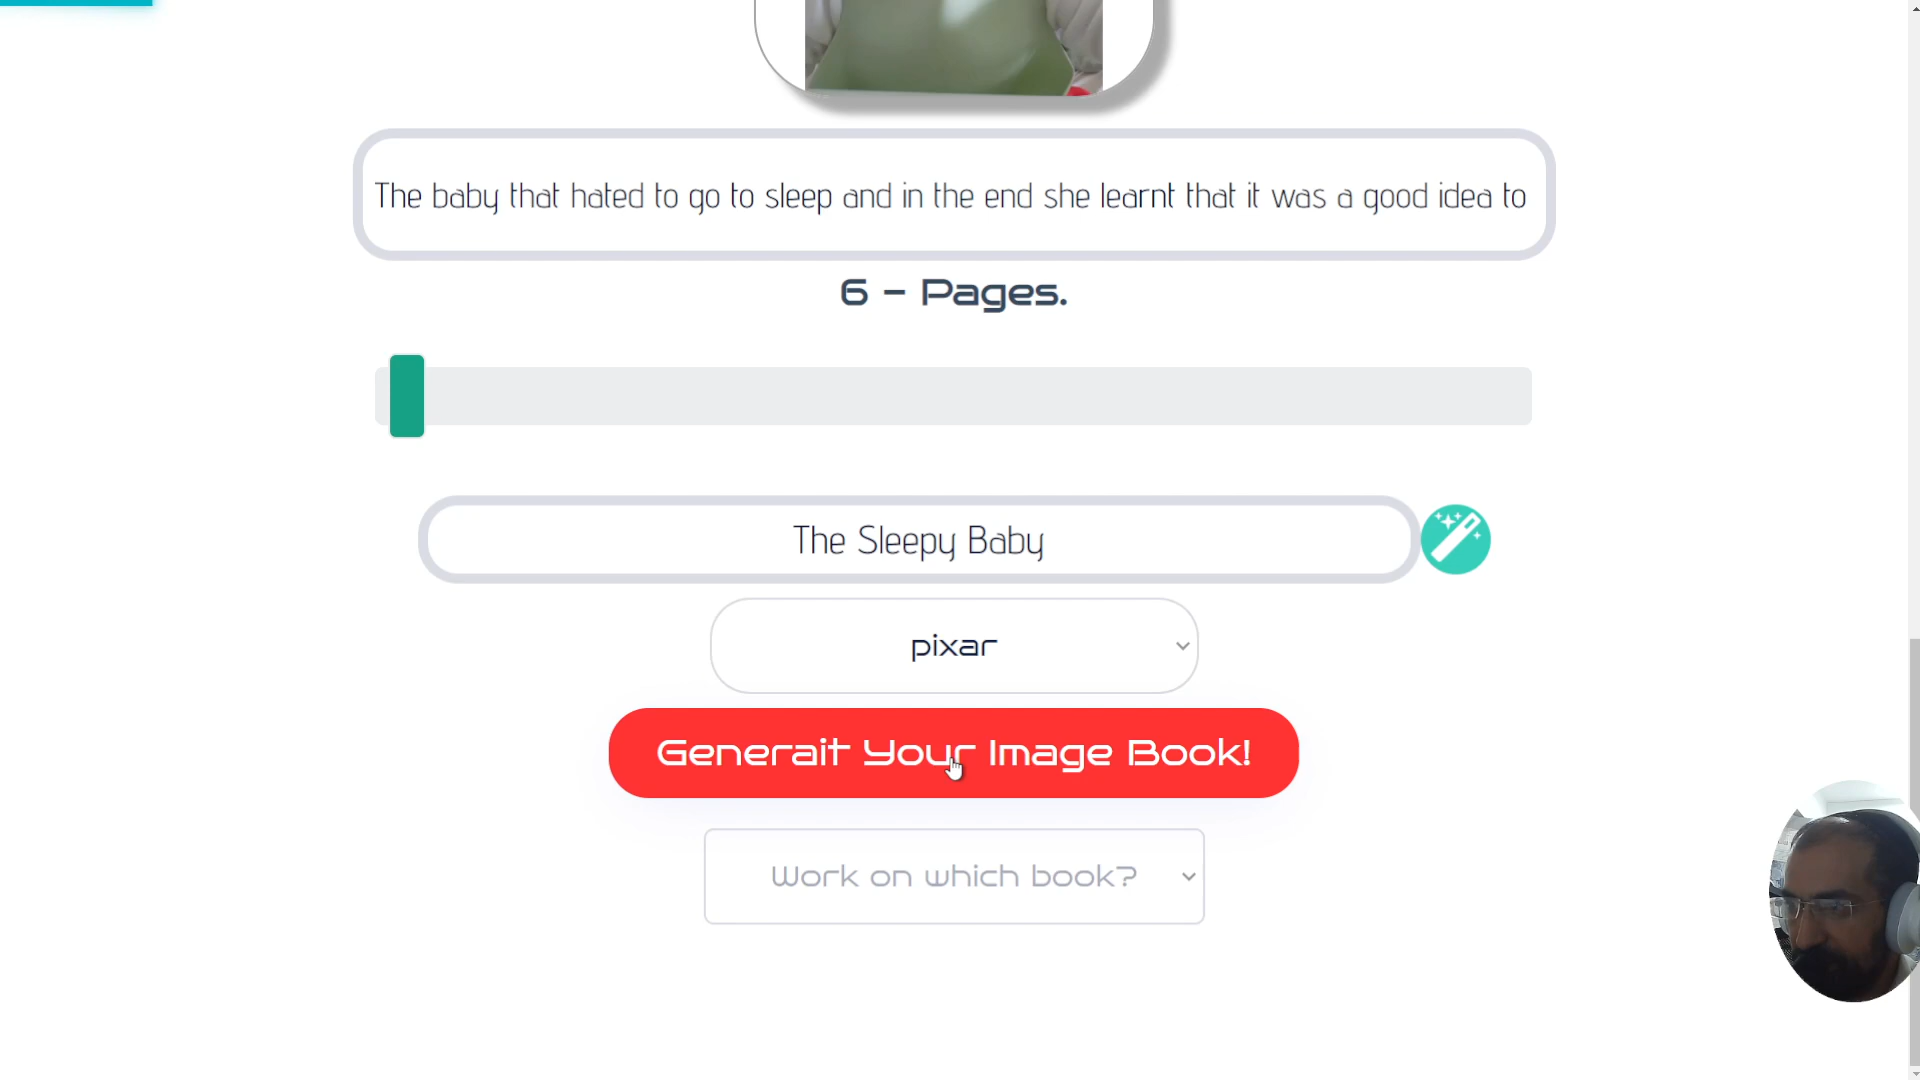 The baby that hated to go to sleep and in the end she learnt that it was a good idea to
6 - Pages.
The Sleepy Baby
pixar
Generait Your Image Book!
Work on which book?